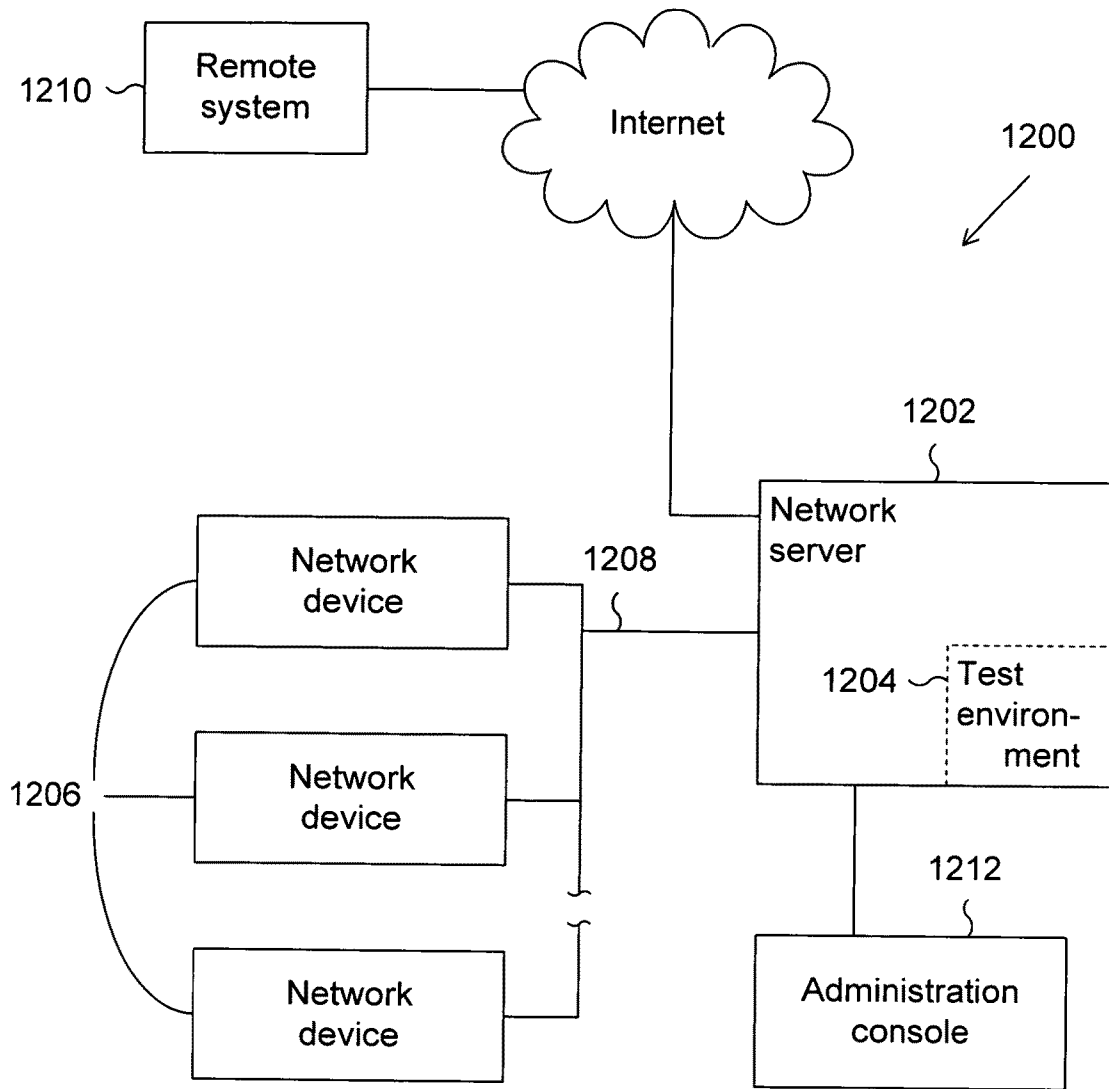 Remote
system
1210
Internet
1200
1202
Network
server
Network
device
1208
1204
Test
environ-
ment
Network
device
1206
1212
Network
device
Administration
console